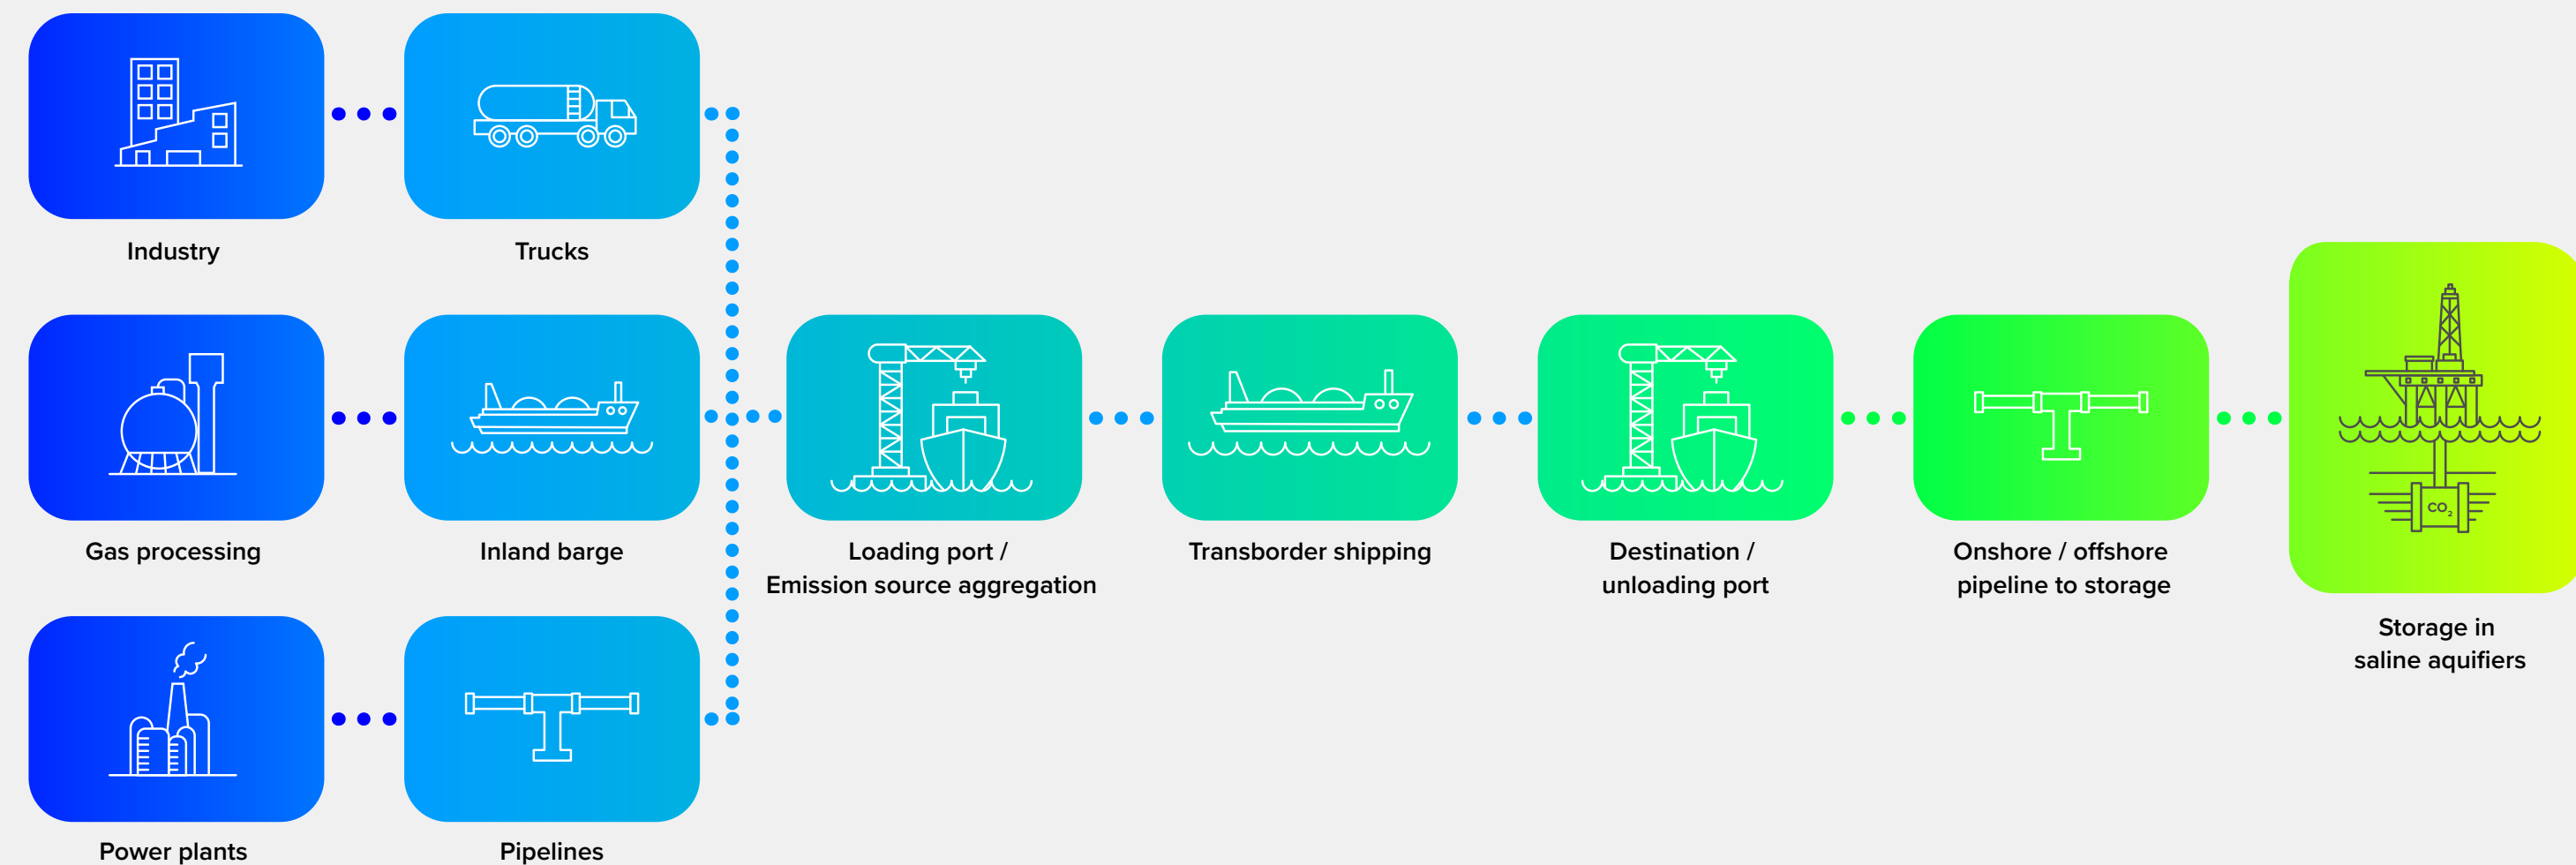 Industry
Trucks
Gas processing
Inland barge
Loading port /
Emission source aggregation
Transborder shipping
Destination /
unloading port
Onshore / offshore
pipeline to storage
CO₂
Storage in
saline aquifiers
Power plants
Pipelines